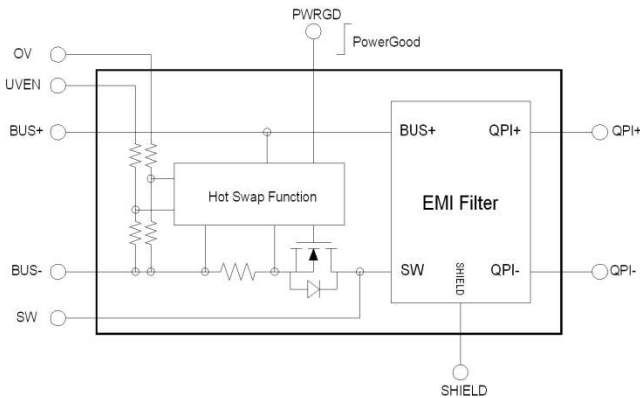 PWRGD
PowerGood
OV
UVEN
BUS+
BUS+
QPI+
QPI+
Hot Swap Function
EMI Filter
BUS-
SW
SHIELD
QPI-
QPI-
SW
SHIELD